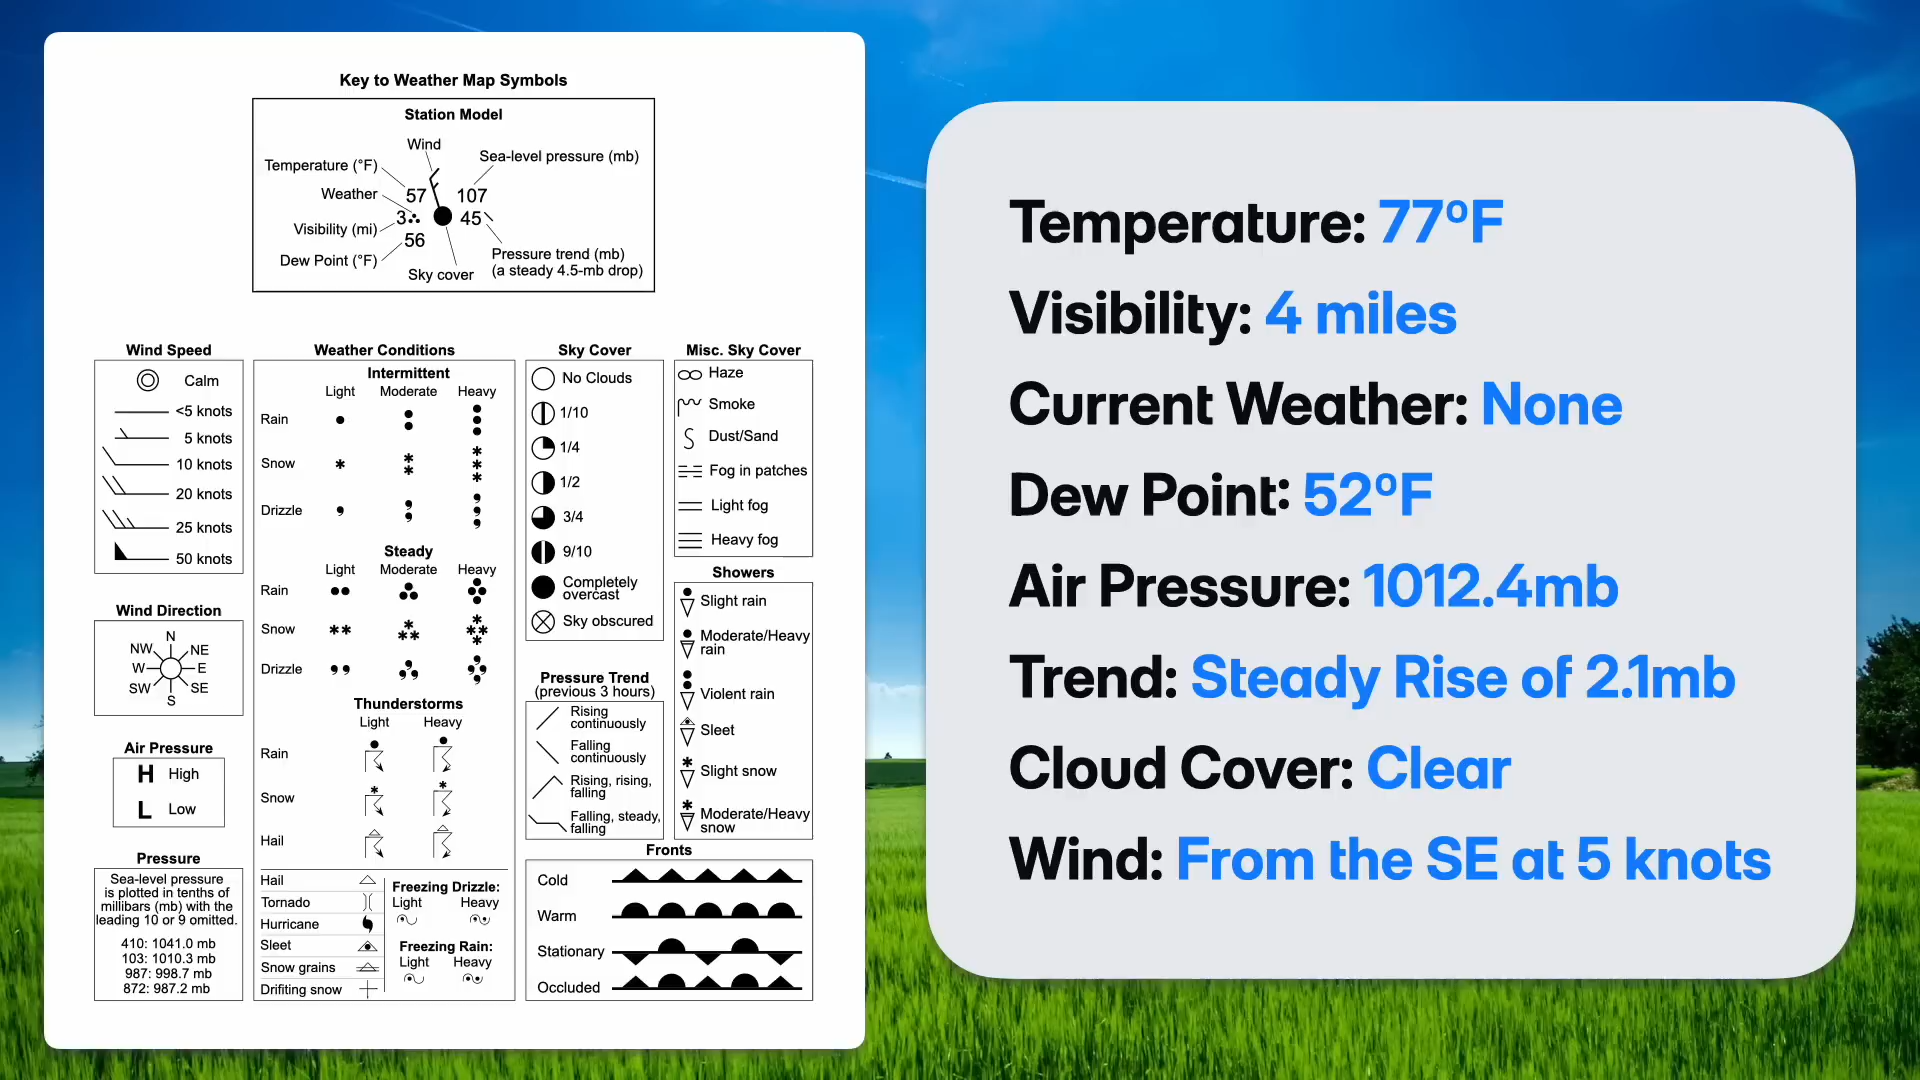 Key to Weather Map Symbols
Station Model
Wind
Temperature (°F)
Sea-level pressure (mb)
Weather
57
107
Visibility (mi)
3
45
56
Dew Point (°F)
Pressure trend (mb)
(a steady 4.5-mb drop)
Sky cover
Wind Speed
Calm
<5 knots
5 knots
10 knots
20 knots
25 knots
50 knots
Wind Direction
N
NW
NE
W
E
SW
SE
S
Air Pressure
H High
L Low
Pressure
Sea-level pressure
is plotted in tenths of
millibars (mb) with the
leading 10 or 9 omitted.
410: 1041.0 mb
103: 1010.3 mb
987: 998.7 mb
872: 987.2 mb
Weather Conditions
Intermittent
Light Moderate Heavy
Rain
Snow
Drizzle
Steady
Light Moderate Heavy
Rain
Snow
Drizzle
Thunderstorms
Light Heavy
Rain
Snow
Hail
Hail
Tornado
Hurricane
Sleet
Snow grains
Drifiting snow
Freezing Drizzle:
Light Heavy
Freezing Rain:
Light Heavy
Sky Cover
No Clouds
1/10
1/4
1/2
3/4
9/10
Completely
overcast
Sky obscured
Pressure Trend
(previous 3 hours)
Rising
continuously
Falling
continuously
Rising, rising,
falling
Falling, steady,
falling
Misc. Sky Cover
Haze
Smoke
Dust/Sand
Fog in patches
Light fog
Heavy fog
Showers
Slight rain
Moderate/Heavy
rain
Violent rain
Sleet
Slight snow
Moderate/Heavy
snow
Fronts
Cold
Warm
Stationary
Occluded
Temperature: 77ºF
Visibility: 4 miles
Current Weather: None
Dew Point: 52ºF
Air Pressure: 1012.4mb
Trend: Steady Rise of 2.1mb
Cloud Cover: Clear
Wind: From the SE at 5 knots